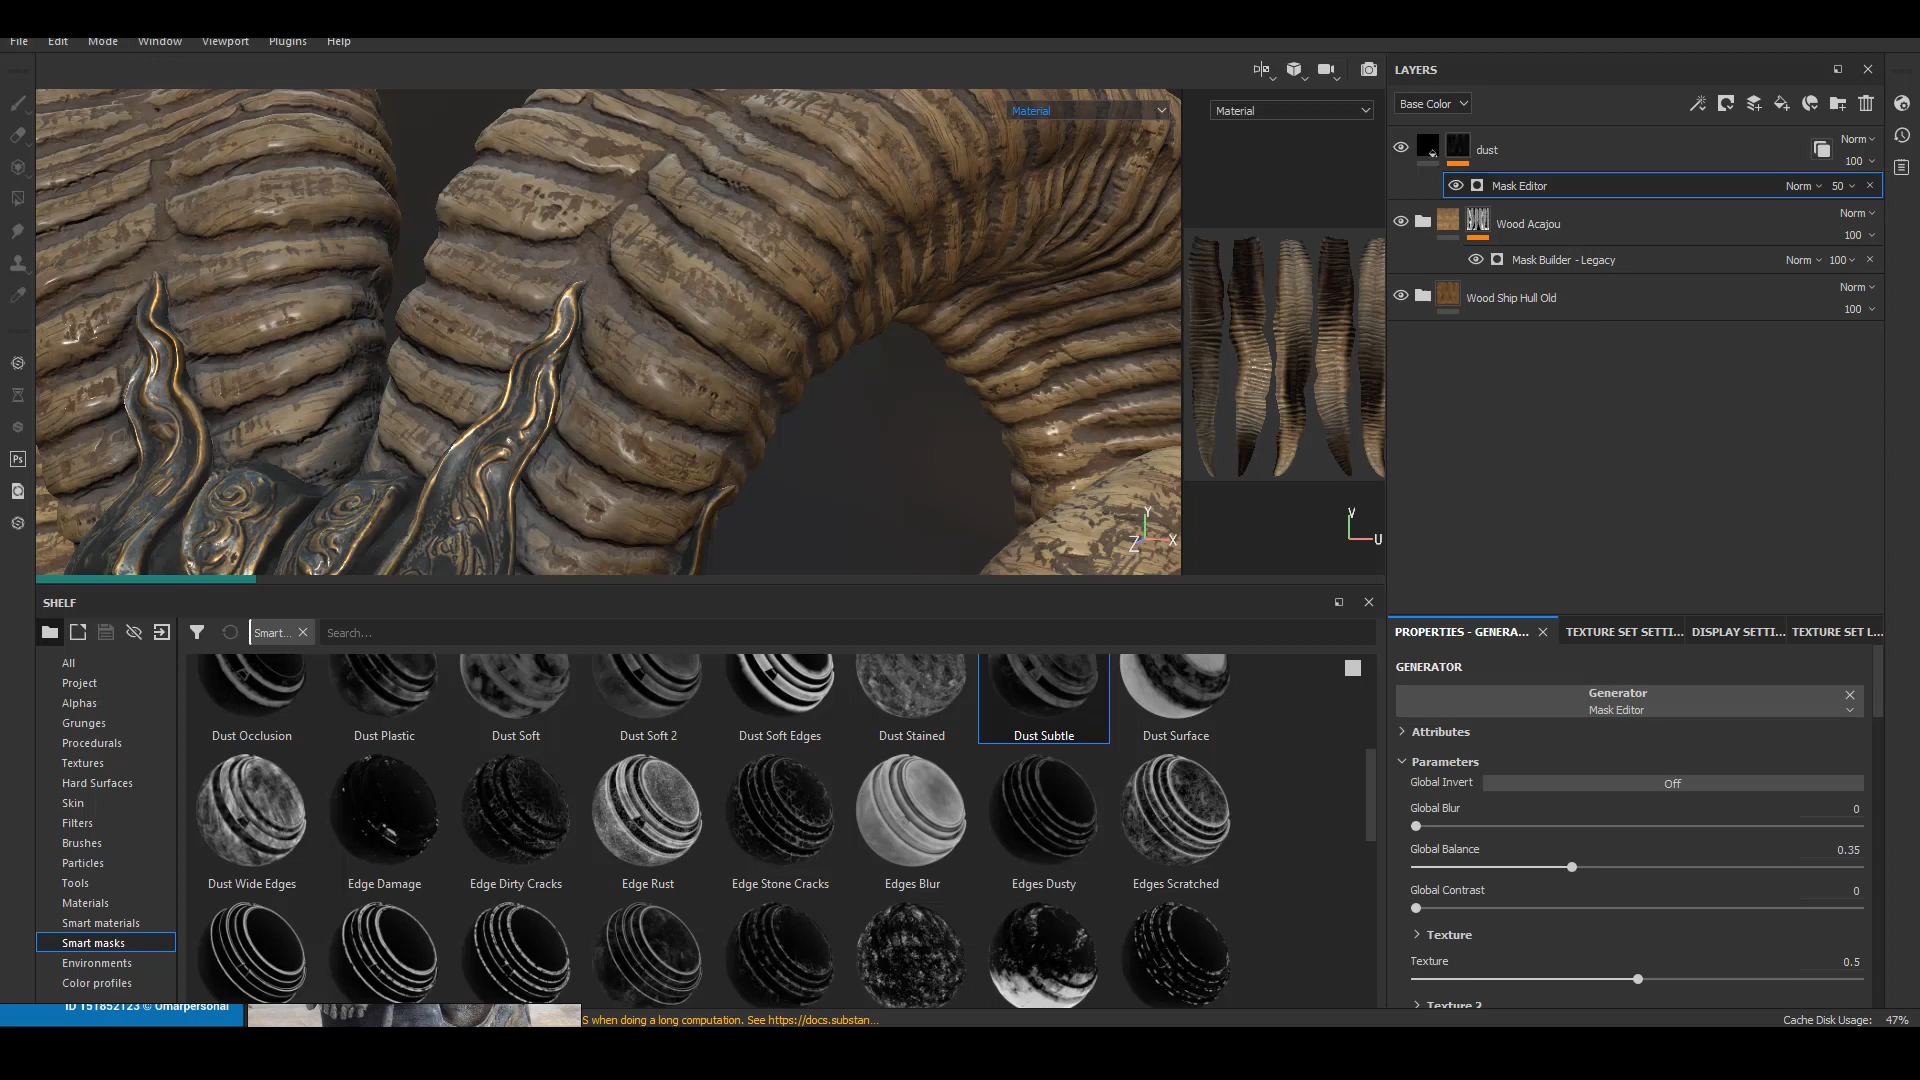 File Edit Mode Window Viewport Plugins Help
Material
Material
Y
X
Z
V
U
LAYERS
Base Color
dust
Norm
100
Mask Editor Norm 50
Wood Acajou
Norm
100
Mask Builder - Legacy Norm 100
Wood Ship Hull Old
Norm
100
Ps
SHELF
Smart... Search...
All
Project
Alphas
Grunges
Procedurals
Textures
Hard Surfaces
Skin
Filters
Brushes
Particles
Tools
Materials
Smart materials
Smart masks
Environments
Color profiles
Dust Occlusion Dust Plastic Dust Soft Dust Soft 2 Dust Soft Edges Dust Stained Dust Subtle Dust Surface
Dust Wide Edges Edge Damage Edge Dirty Cracks Edge Rust Edge Stone Cracks Edges Blur Edges Dusty Edges Scratched
PROPERTIES - GENERA... TEXTURE SET SETTI... DISPLAY SETTI... TEXTURE SET L...
GENERATOR
Generator
Mask Editor
Attributes
Parameters
Global Invert Off
Global Blur 0
Global Balance 0.35
Global Contrast 0
Texture
Texture 0.5
Texture 2
ID 151852123 © Omarpersonal
S when doing a long computation. See https://docs.substan...
Cache Disk Usage: 47%